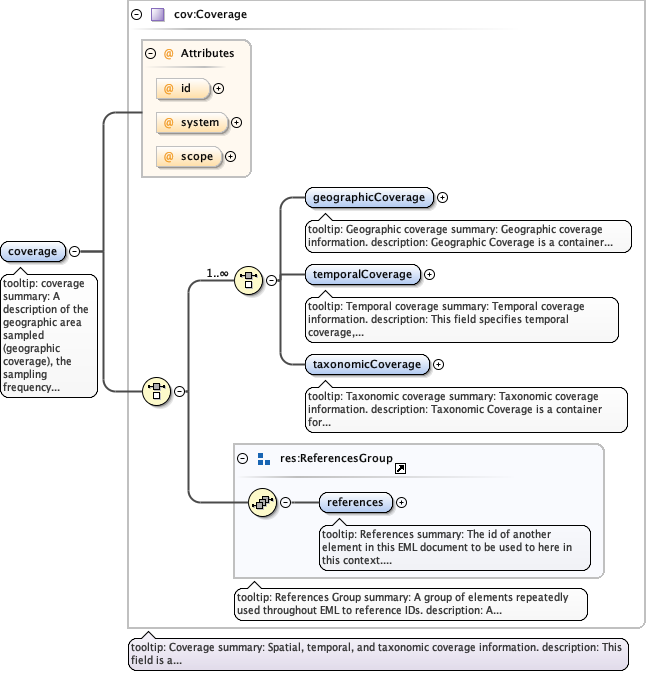 cov:Coverage
@ Attributes
@ id
@ system
@ scope
coverage
tooltip: coverage
summary: A
description of the
geographic area
sampled
(geographic
coverage), the
sampling
frequency...
1..∞
geographicCoverage
tooltip: Geographic coverage summary: Geographic coverage
information. description: Geographic Coverage is a container...
temporalCoverage
tooltip: Temporal coverage summary: Temporal coverage
information. description: This field specifies temporal
coverage,...
taxonomicCoverage
tooltip: Taxonomic coverage summary: Taxonomic coverage
information. description: Taxonomic Coverage is a container
for...
res:ReferencesGroup
references
tooltip: References summary: The id of another
element in this EML document to be used to here in
this context....
tooltip: References Group summary: A group of elements repeatedly
used throughout EML to reference IDs. description: A...
tooltip: Coverage summary: Spatial, temporal, and taxonomic coverage information. description: This
field is a...